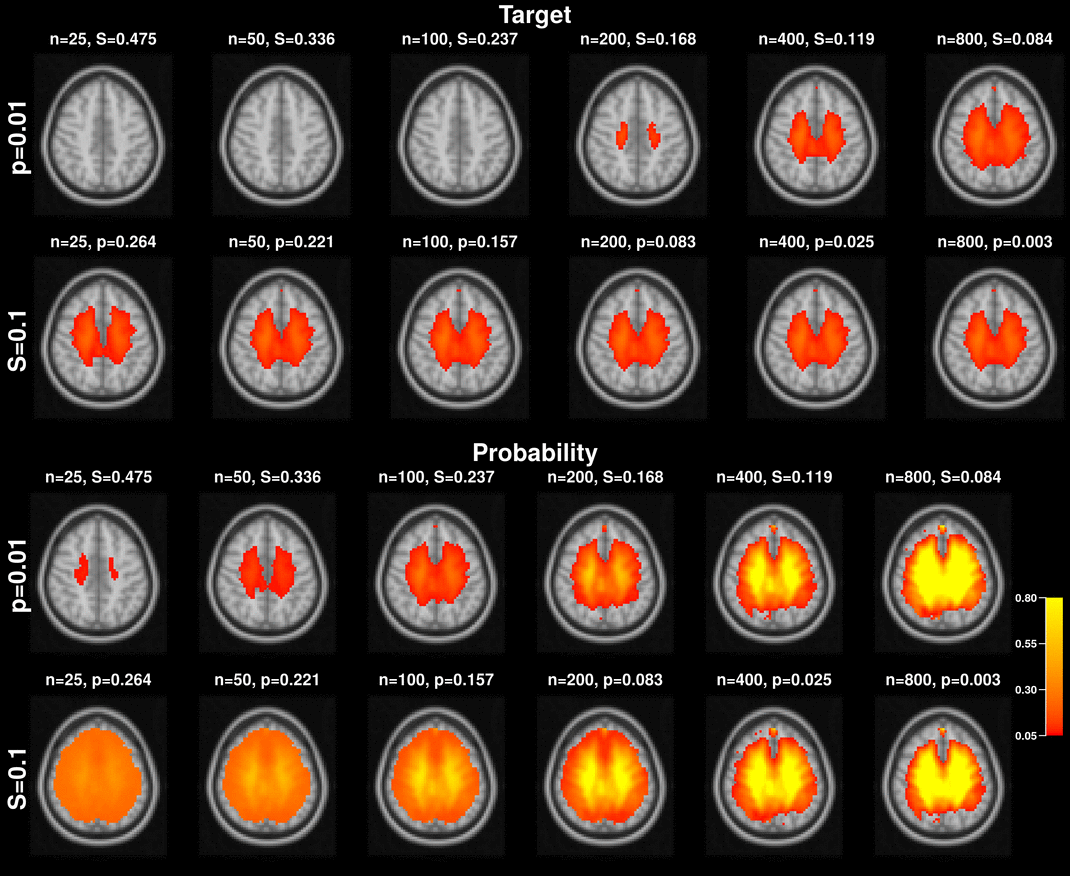 Target
n=25, S=0.475 n=50, S=0.336 n=100, S=0.237 n=200, S=0.168 n=400, S=0.119 n=800, S=0.084
p=0.01
n=25, p=0.264 n=50, p=0.221 n=100, p=0.157 n=200, p=0.083 n=400, p=0.025 n=800, p=0.003
S=0.1
Probability
n=25, S=0.475 n=50, S=0.336 n=100, S=0.237 n=200, S=0.168 n=400, S=0.119 n=800, S=0.084
p=0.01
0.80
0.55
0.30
0.05
n=25, p=0.264 n=50, p=0.221 n=100, p=0.157 n=200, p=0.083 n=400, p=0.025 n=800, p=0.003
S=0.1